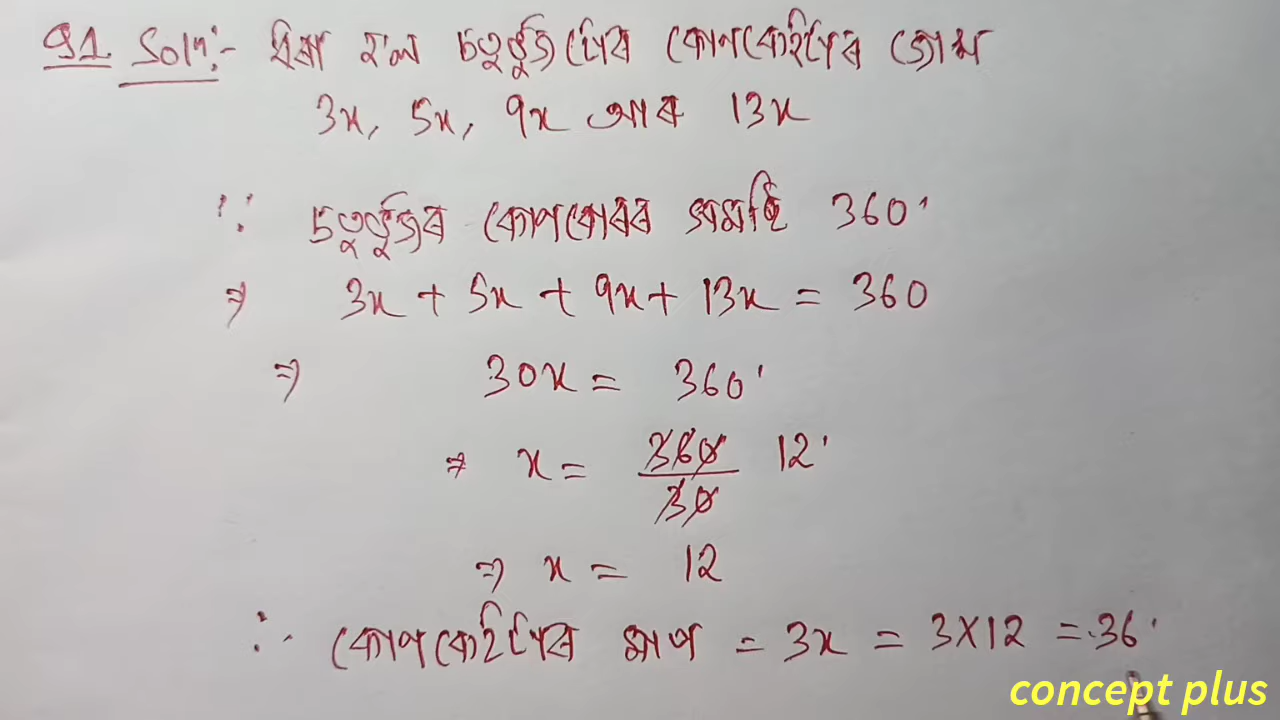 Q1. Soln:- ধৰা হ'ল চতুৰ্ভুজটোৰ কোণকেইটাৰ জোখ
3x, 5x, 9x আৰু 13x
∵ চতুৰ্ভুজৰ কোণবোৰৰ সমষ্টি 360°
⇒ 3x + 5x + 9x + 13x = 360
⇒ 30x = 360°
⇒ x = 360/30 12°
⇒ x = 12
∴ কোণকেইটাৰ মাপ = 3x = 3×12 = 36°
concept plus